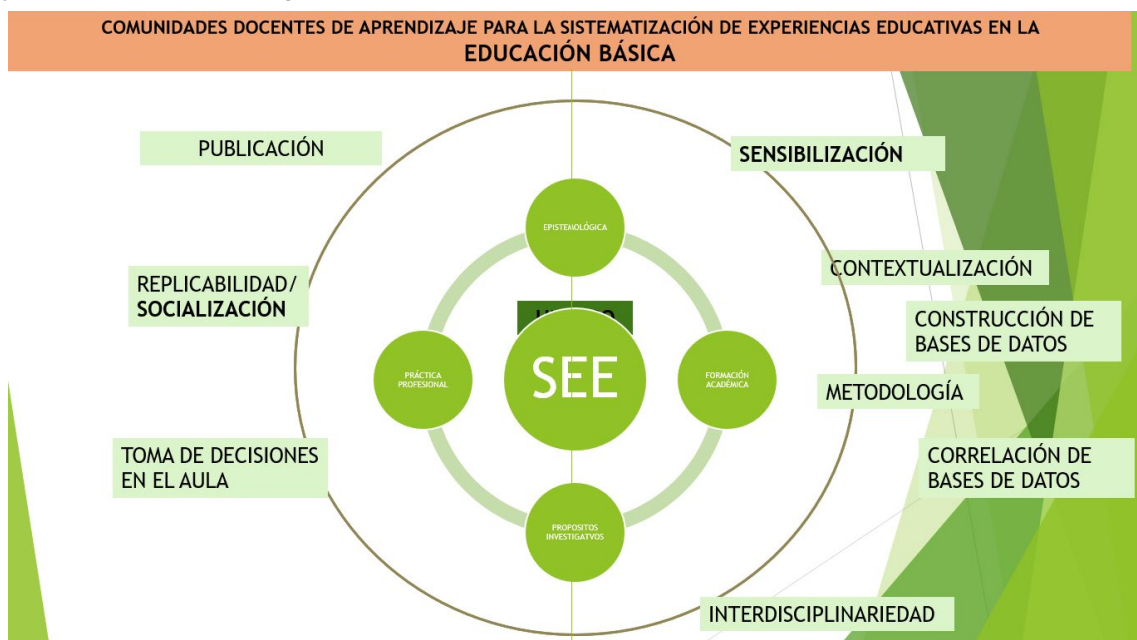 COMUNIDADES DOCENTES DE APRENDIZAJE PARA LA SISTEMATIZACIÓN DE EXPERIENCIAS EDUCATIVAS EN LA
EDUCACIÓN BÁSICA
PUBLICACIÓN
SENSIBILIZACIÓN
EPISTEMOLÓGICA
REPLICABILIDAD/
SOCIALIZACIÓN
CONTEXTUALIZACIÓN
CONSTRUCCIÓN DE
BASES DE DATOS
PRÁCTICA
PROFESIONAL
SEE
FORMACIÓN
ACADÉMICA
METODOLOGÍA
TOMA DE DECISIONES
EN EL AULA
CORRELACIÓN DE
BASES DE DATOS
PROPOSITOS
INVESTIGATVOS
INTERDISCIPLINARIEDAD